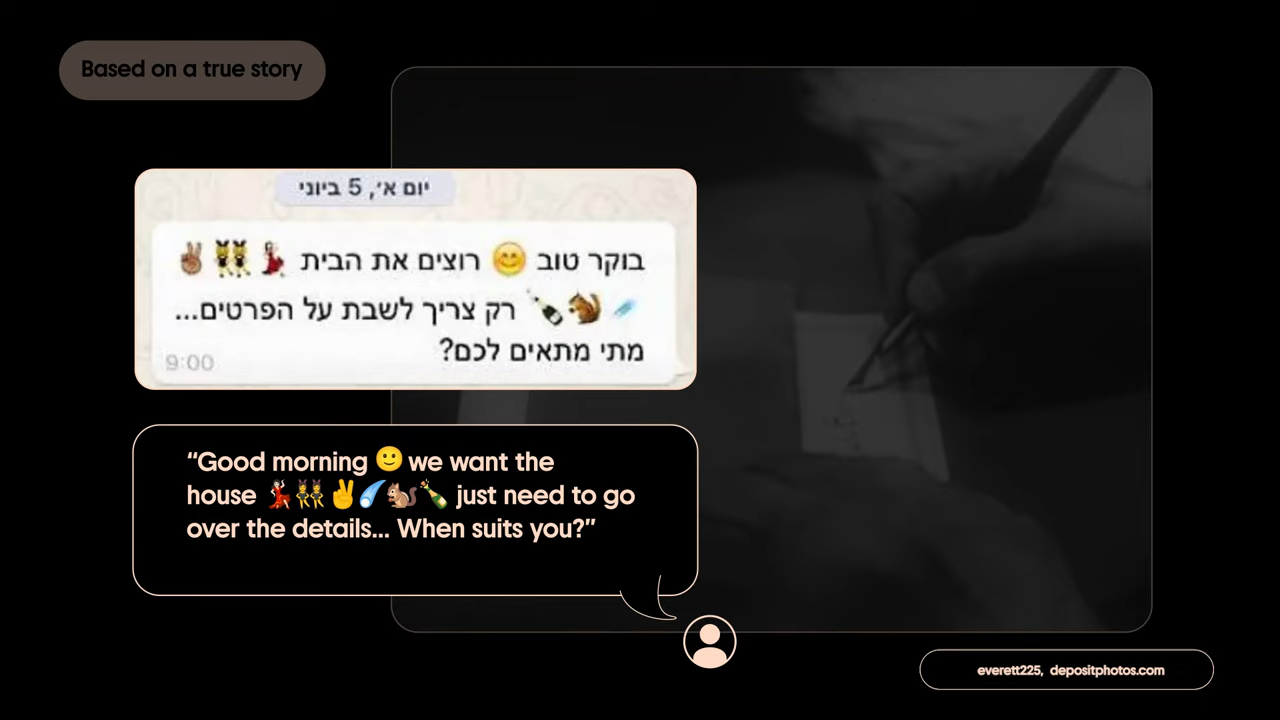 Based on a true story
יום א׳, 5 ביוני
בוקר טוב 😊 רוצים את הבית 💃👯✌🏽
☄️🐿️🍾 רק צריך לשבת על הפרטים...
מתי מתאים לכם?
9:00
“Good morning 🙂 we want the
house 💃👯✌️☄️🐿️🍾 just need to go
over the details... When suits you?”
everett225, depositphotos.com